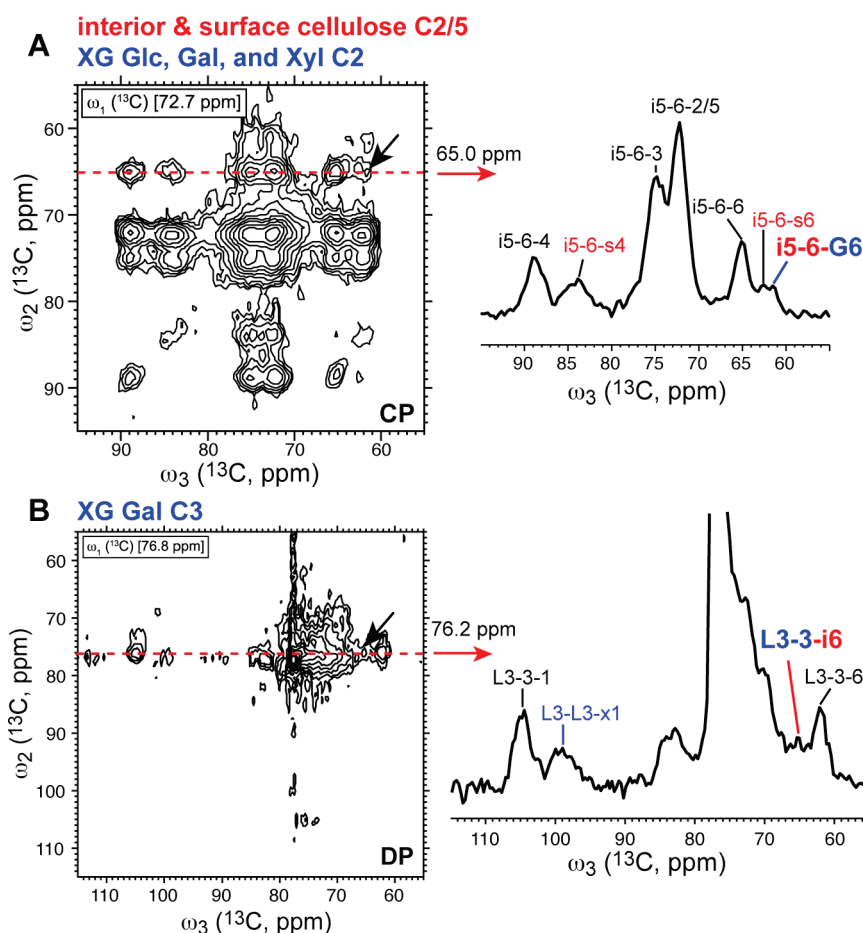 interior & surface cellulose C2/5
A XG Glc, Gal, and Xyl C2
ω1 (13C) [72.7 ppm]
60
70
80
90
ω2 (13C, ppm)
CP
90 80 70 60
ω3 (13C, ppm)
65.0 ppm
i5-6-2/5
i5-6-3
i5-6-6
i5-6-4
i5-6-s4
i5-6-s6
i5-6-G6
90 85 80 75 70 65 60
ω3 (13C, ppm)
B XG Gal C3
ω1 (13C) [76.8 ppm]
60
70
80
90
100
110
ω2 (13C, ppm)
DP
110 100 90 80 70 60
ω3 (13C, ppm)
76.2 ppm
L3-3-i6
L3-3-1
L3-L3-x1
L3-3-6
110 100 90 80 70 60
ω3 (13C, ppm)